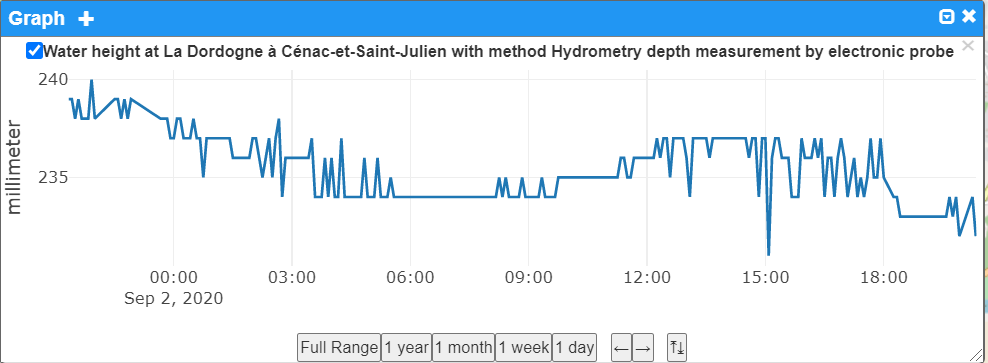 Graph
Water height at La Dordogne à Cénac-et-Saint-Julien with method Hydrometry depth measurement by electronic probe
240
235
millimeter
00:00 03:00 06:00 09:00 12:00 15:00 18:00
Sep 2, 2020
Full Range 1 year 1 month 1 week 1 day ← → ⤒⤓